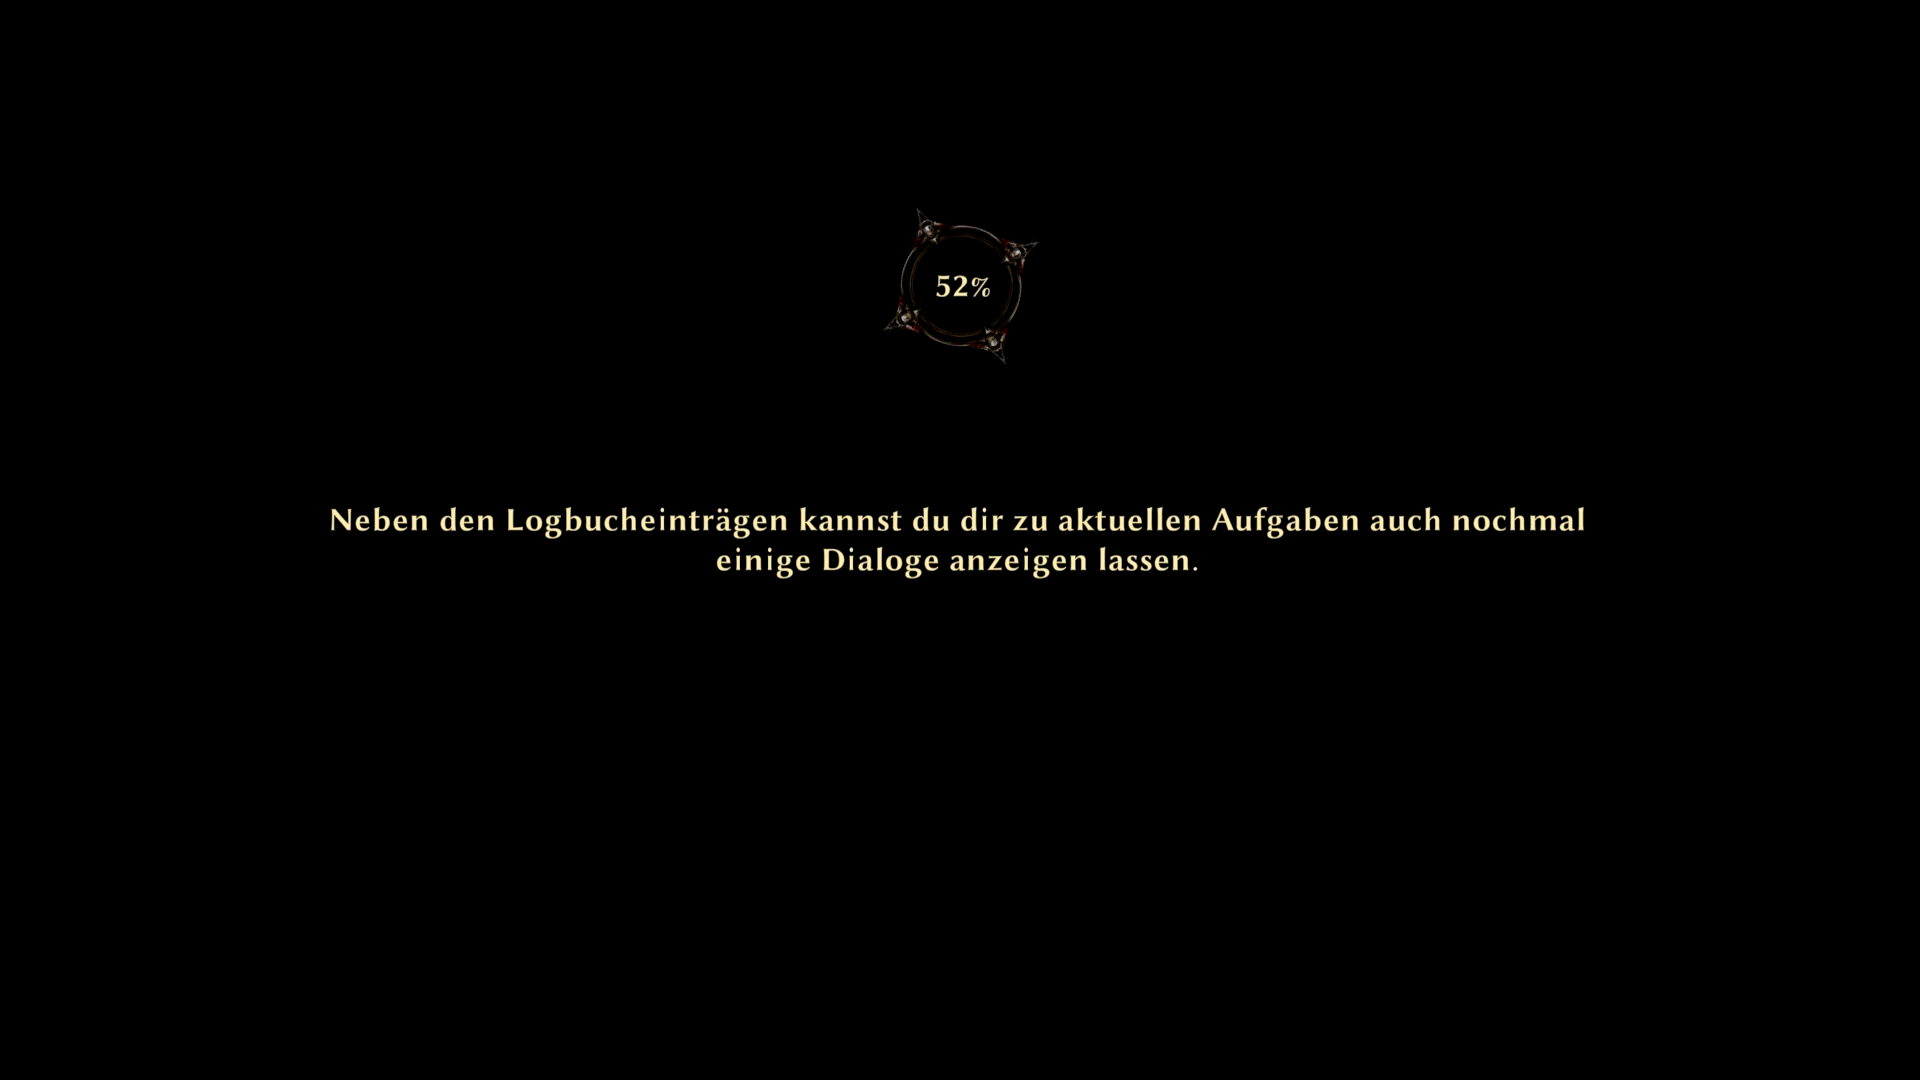 52%
Neben den Logbucheinträgen kannst du dir zu aktuellen Aufgaben auch nochmal
einige Dialoge anzeigen lassen.